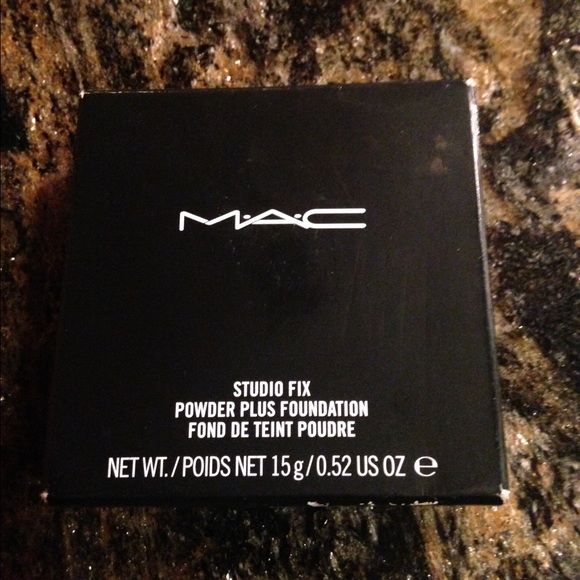 M·A·C
STUDIO FIX
POWDER PLUS FOUNDATION
FOND DE TEINT POUDRE
NET WT./POIDS NET 15 g/0.52 US OZ ℮